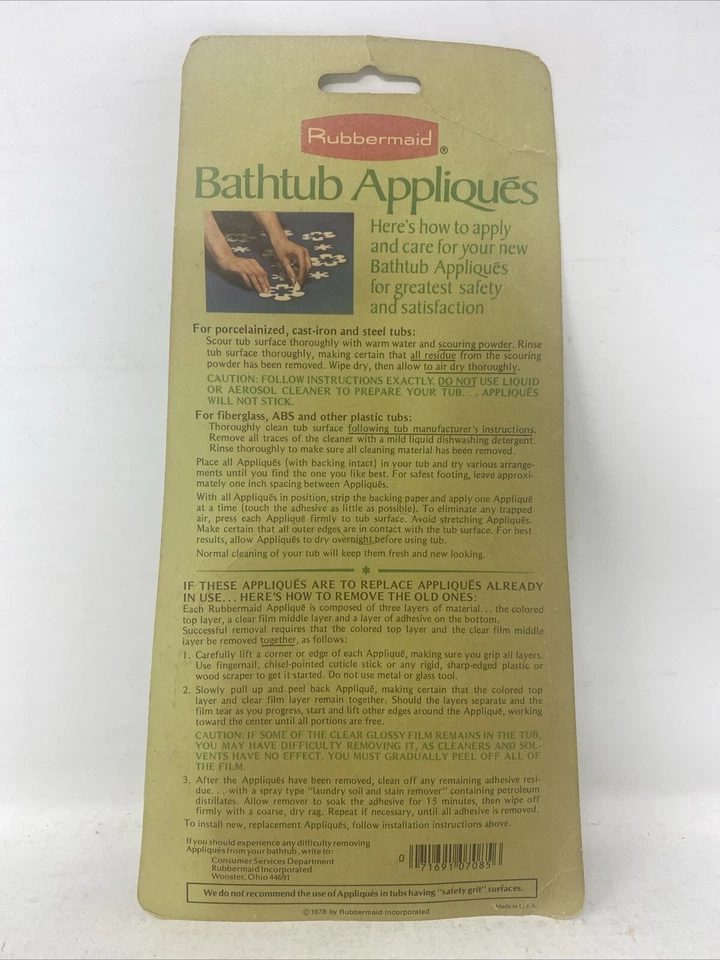 Rubbermaid®
Bathtub Appliqués
Here's how to apply
and care for your new
Bathtub Appliqués
for greatest safety
and satisfaction
For porcelainized, cast-iron and steel tubs:
Scour tub surface thoroughly with warm water and scouring powder. Rinse
tub surface thoroughly, making certain that all residue from the scouring
powder has been removed. Wipe dry, then allow to air dry thoroughly.
CAUTION: FOLLOW INSTRUCTIONS EXACTLY. DO NOT USE LIQUID
OR AEROSOL CLEANER TO PREPARE YOUR TUB. . . APPLIQUÉS
WILL NOT STICK.
For fiberglass, ABS and other plastic tubs:
Thoroughly clean tub surface following tub manufacturer's instructions.
Remove all traces of the cleaner with a mild liquid dishwashing detergent.
Rinse thoroughly to make sure all cleaning material has been removed.
Place all Appliqués (with backing intact) in your tub and try various arrange-
ments until you find the one you like best. For safest footing, leave approxi-
mately one inch spacing between Appliqués.
With all Appliqués in position, strip the backing paper and apply one Appliqué
at a time (touch the adhesive as little as possible). To eliminate any trapped
air, press each Appliqué firmly to tub surface. Avoid stretching Appliqués.
Make certain that all outer edges are in contact with the tub surface. For best
results, allow Appliqués to dry overnight before using tub.
Normal cleaning of your tub will keep them fresh and new looking.
IF THESE APPLIQUÉS ARE TO REPLACE APPLIQUÉS ALREADY
IN USE. . . HERE'S HOW TO REMOVE THE OLD ONES:
Each Rubbermaid Appliqué is composed of three layers of material. . . the colored
top layer, a clear film middle layer and a layer of adhesive on the bottom.
Successful removal requires that the colored top layer and the clear film middle
layer be removed together, as follows:
1. Carefully lift a corner or edge of each Appliqué, making sure you grip all layers.
Use fingernail, chisel-pointed cuticle stick or any rigid, sharp-edged plastic or
wood scraper to get it started. Do not use metal or glass tool.
2. Slowly pull up and peel back Appliqué, making certain that the colored top
layer and clear film layer remain together. Should the layers separate and the
film tear as you progress, start and lift other edges around the Appliqué, working
toward the center until all portions are free.
CAUTION: IF SOME OF THE CLEAR GLOSSY FILM REMAINS IN THE TUB,
YOU MAY HAVE DIFFICULTY REMOVING IT, AS CLEANERS AND SOL-
VENTS HAVE NO EFFECT. YOU MUST GRADUALLY PEEL OFF ALL OF
THE FILM.
3. After the Appliqués have been removed, clean off any remaining adhesive resi-
due. . . with a spray type "laundry soil and stain remover" containing petroleum
distillates. Allow remover to soak the adhesive for 15 minutes, then wipe off
firmly with a coarse, dry rag. Repeat if necessary, until all adhesive is removed.
To install new, replacement Appliqués, follow installation instructions above.
If you should experience any difficulty removing
Appliqués from your bathtub, write to:
Consumer Services Department
Rubbermaid Incorporated
Wooster, Ohio 44691
0 71691 07085
We do not recommend the use of Appliqués in tubs having "safety grit" surfaces.
Made in U.S.A.
© 1978 by Rubbermaid Incorporated